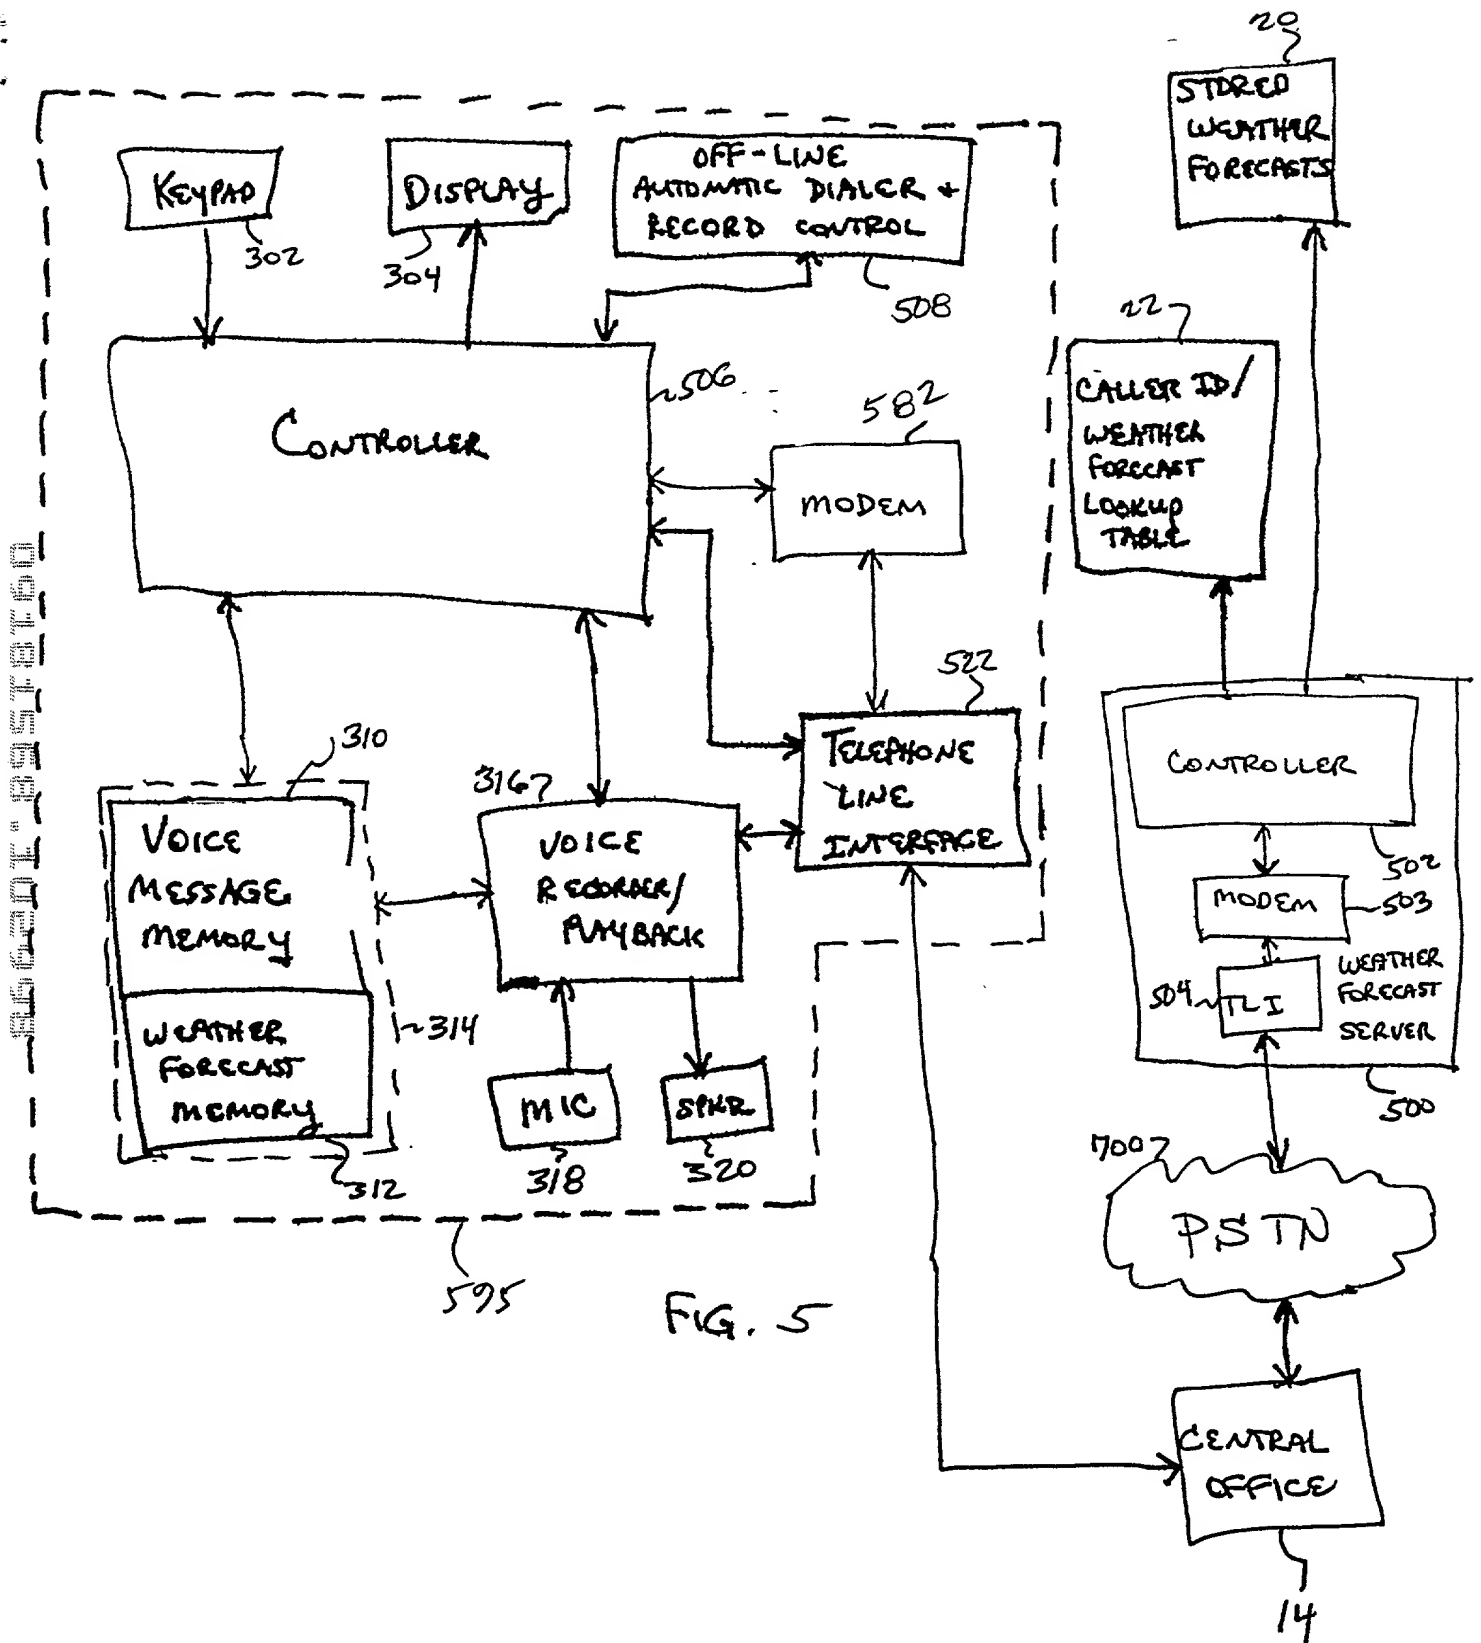 20
STORED
WEATHER
FORECASTS
KEYPAD
302
DISPLAY
304
OFF-LINE
AUTOMATIC DIALER +
RECORD CONTROL
508
22
CALLER ID/
WEATHER
FORECAST
LOOKUP
TABLE
CONTROLLER
506
582
MODEM
522
TELEPHONE
LINE
INTERFACE
310
VOICE
MESSAGE
MEMORY
WEATHER
FORECAST
MEMORY
312
314
316
VOICE
RECORDER/
PLAYBACK
MIC
318
SPKR
320
595
CONTROLLER
502
MODEM
503
504
TLI
WEATHER
FORECAST
SERVER
500
700
PSTN
FIG. 5
CENTRAL
OFFICE
14